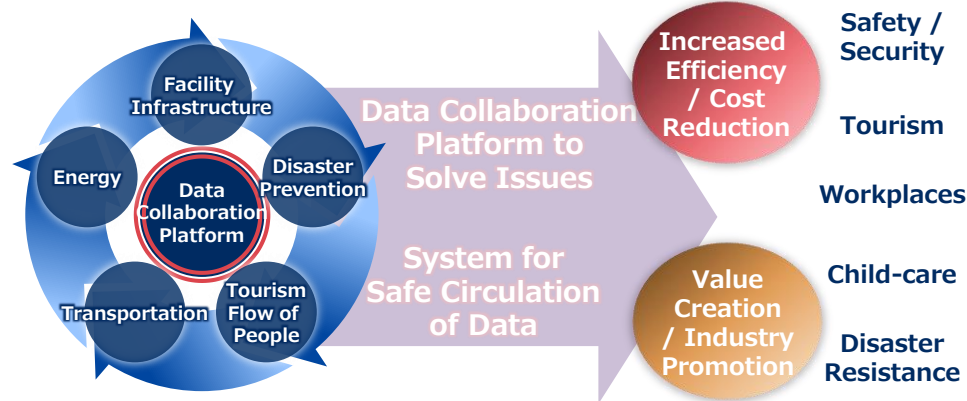 Facility
Infrastructure
Energy
Disaster
Prevention
Data
Collaboration
Platform
Transportation
Tourism
Flow of
People
Data Collaboration
Platform to
Solve Issues
System for
Safe Circulation
of Data
Increased
Efficiency
/ Cost
Reduction
Value
Creation
/ Industry
Promotion
Safety /
Security
Tourism
Workplaces
Child-care
Disaster
Resistance